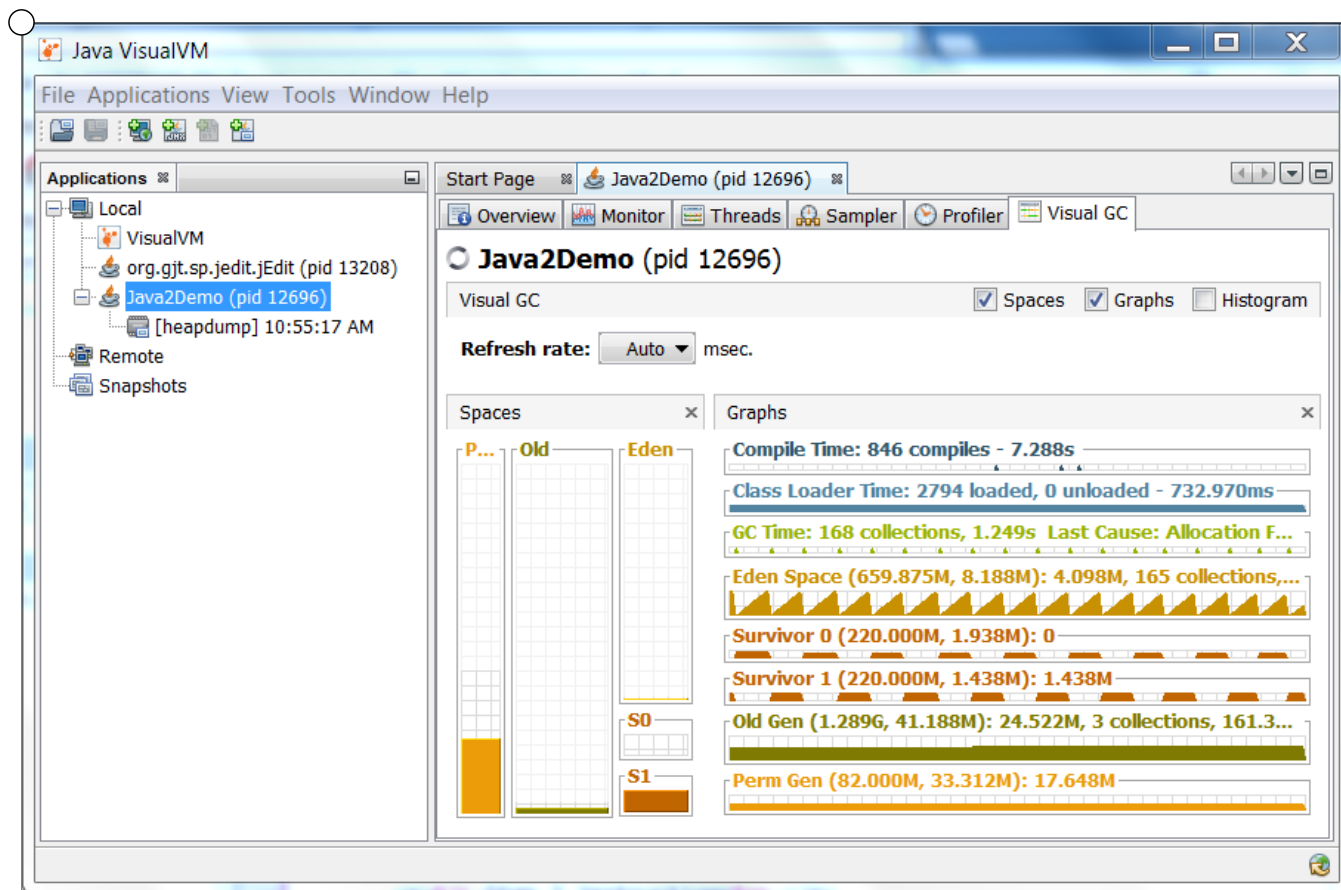 Java VisualVM
File Applications View Tools Window Help
Applications
Local
VisualVM
org.gjt.sp.jedit.jEdit (pid 13208)
Java2Demo (pid 12696)
[heapdump] 10:55:17 AM
Remote
Snapshots
Start Page Java2Demo (pid 12696)
Overview Monitor Threads Sampler Profiler Visual GC
Java2Demo (pid 12696)
Visual GC Spaces Graphs Histogram
Refresh rate: Auto msec.
Spaces
P... Old Eden
S0
S1
Graphs
Compile Time: 846 compiles - 7.288s
Class Loader Time: 2794 loaded, 0 unloaded - 732.970ms
GC Time: 168 collections, 1.249s Last Cause: Allocation F...
Eden Space (659.875M, 8.188M): 4.098M, 165 collections,...
Survivor 0 (220.000M, 1.938M): 0
Survivor 1 (220.000M, 1.438M): 1.438M
Old Gen (1.289G, 41.188M): 24.522M, 3 collections, 161.3...
Perm Gen (82.000M, 33.312M): 17.648M